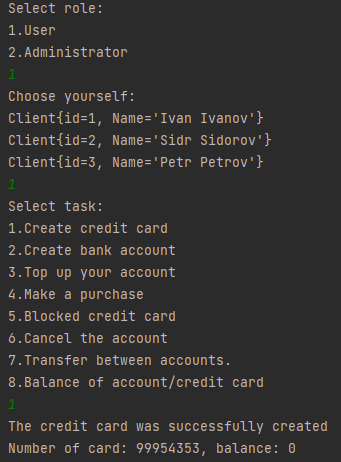 Select role:
1.User
2.Administrator
1
Choose yourself:
Client{id=1, Name='Ivan Ivanov'}
Client{id=2, Name='Sidr Sidorov'}
Client{id=3, Name='Petr Petrov'}
1
Select task:
1.Create credit card
2.Create bank account
3.Top up your account
4.Make a purchase
5.Blocked credit card
6.Cancel the account
7.Transfer between accounts.
8.Balance of account/credit card
1
The credit card was successfully created
Number of card: 99954353, balance: 0